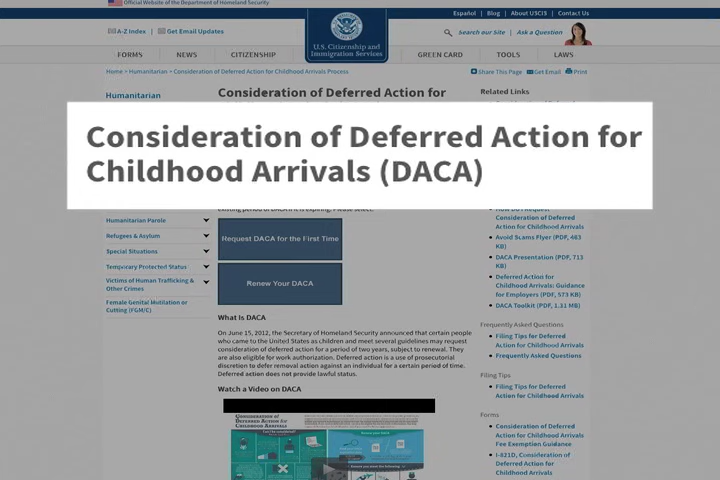 Official Website of the Department of Homeland Security
Español | Blog | About USCIS | Contact Us
A-Z Index | Get Email Updates
Search our Site | Ask a Question
U.S. Citizenship and
Immigration Services
FORMS NEWS CITIZENSHIP GREEN CARD TOOLS LAWS
Home > Humanitarian > Consideration of Deferred Action for Childhood Arrivals Process
Share This Page Get Email Print
Humanitarian
Consideration of Deferred Action for
Related Links
Consideration of Deferred Action for
Childhood Arrivals (DACA)
Humanitarian Parole
Refugees & Asylum
Special Situations
Temporary Protected Status
Victims of Human Trafficking &
Other Crimes
Female Genital Mutilation or
Cutting (FGM/C)
Request DACA for the First Time
Renew Your DACA
What Is DACA
On June 15, 2012, the Secretary of Homeland Security announced that certain people
who came to the United States as children and meet several guidelines may request
consideration of deferred action for a period of two years, subject to renewal. They
are also eligible for work authorization. Deferred action is a use of prosecutorial
discretion to defer removal action against an individual for a certain period of time.
Deferred action does not provide lawful status.
Watch a Video on DACA
Consideration of
Deferred Action for
Childhood Arrivals
How Do I Request
Consideration of Deferred
Action for Childhood Arrivals
Avoid Scams Flyer (PDF, 463
KB)
DACA Presentation (PDF, 713
KB)
Deferred Action for
Childhood Arrivals: Guidance
for Employers (PDF, 573 KB)
DACA Toolkit (PDF, 1.31 MB)
Frequently Asked Questions
Filing Tips for Deferred
Action for Childhood Arrivals
Frequently Asked Questions
Filing Tips
Filing Tips for Deferred
Action for Childhood Arrivals
Forms
Consideration of Deferred
Action for Childhood Arrivals
Fee Exemption Guidance
I-821D, Consideration of
Deferred Action for
Childhood Arrivals